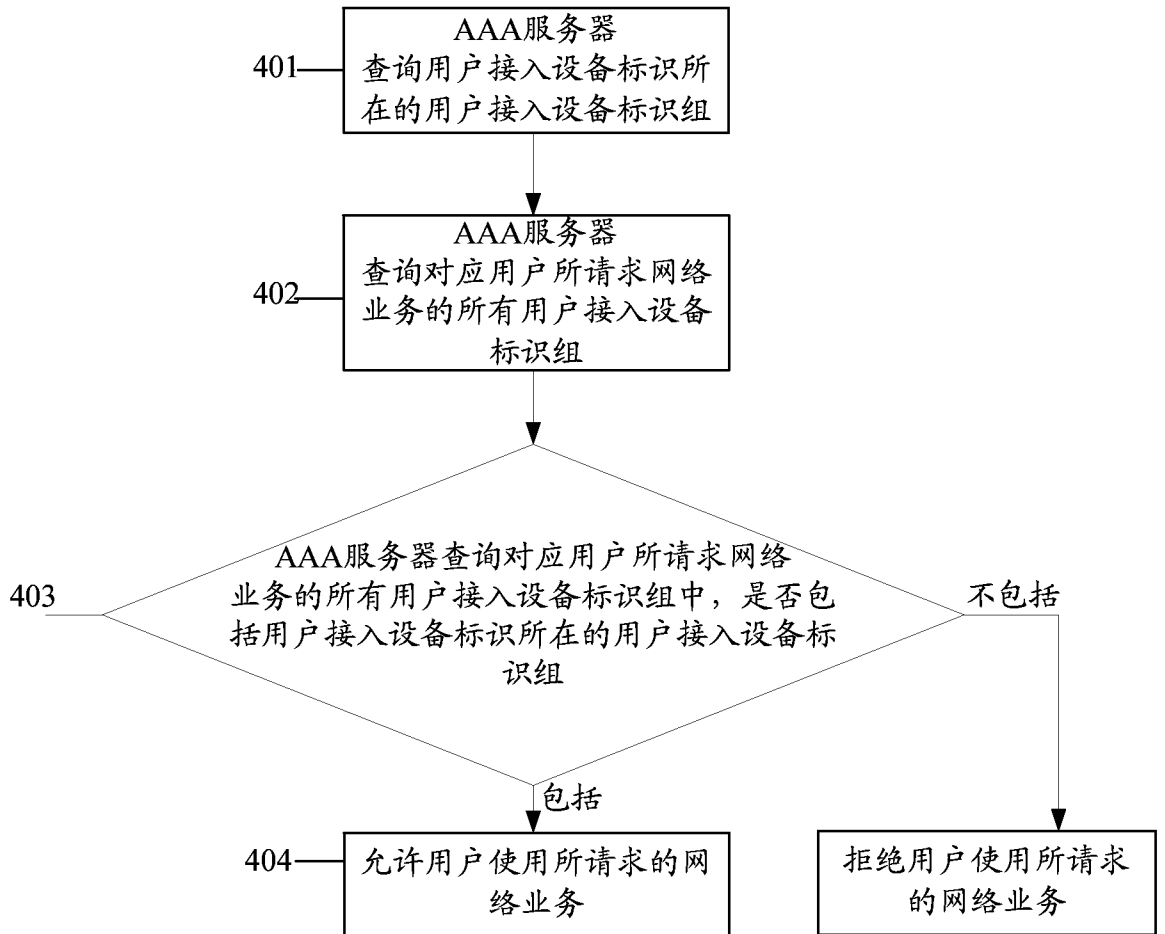 AAA服务器
401
查询用户接入设备标识所
在的用户接入设备标识组
AAA服务器
查询对应用户所请求网络
402
业务的所有用户接入设备
标识组
AAA服务器查询对应用户所请求网络
403
业务的所有用户接入设备标识组中，是否包
不包括
括用户接入设备标识所在的用户接入设备标
识组
包括
404
允许用户使用所请求的网
络业务
拒绝用户使用所请求
的网络业务